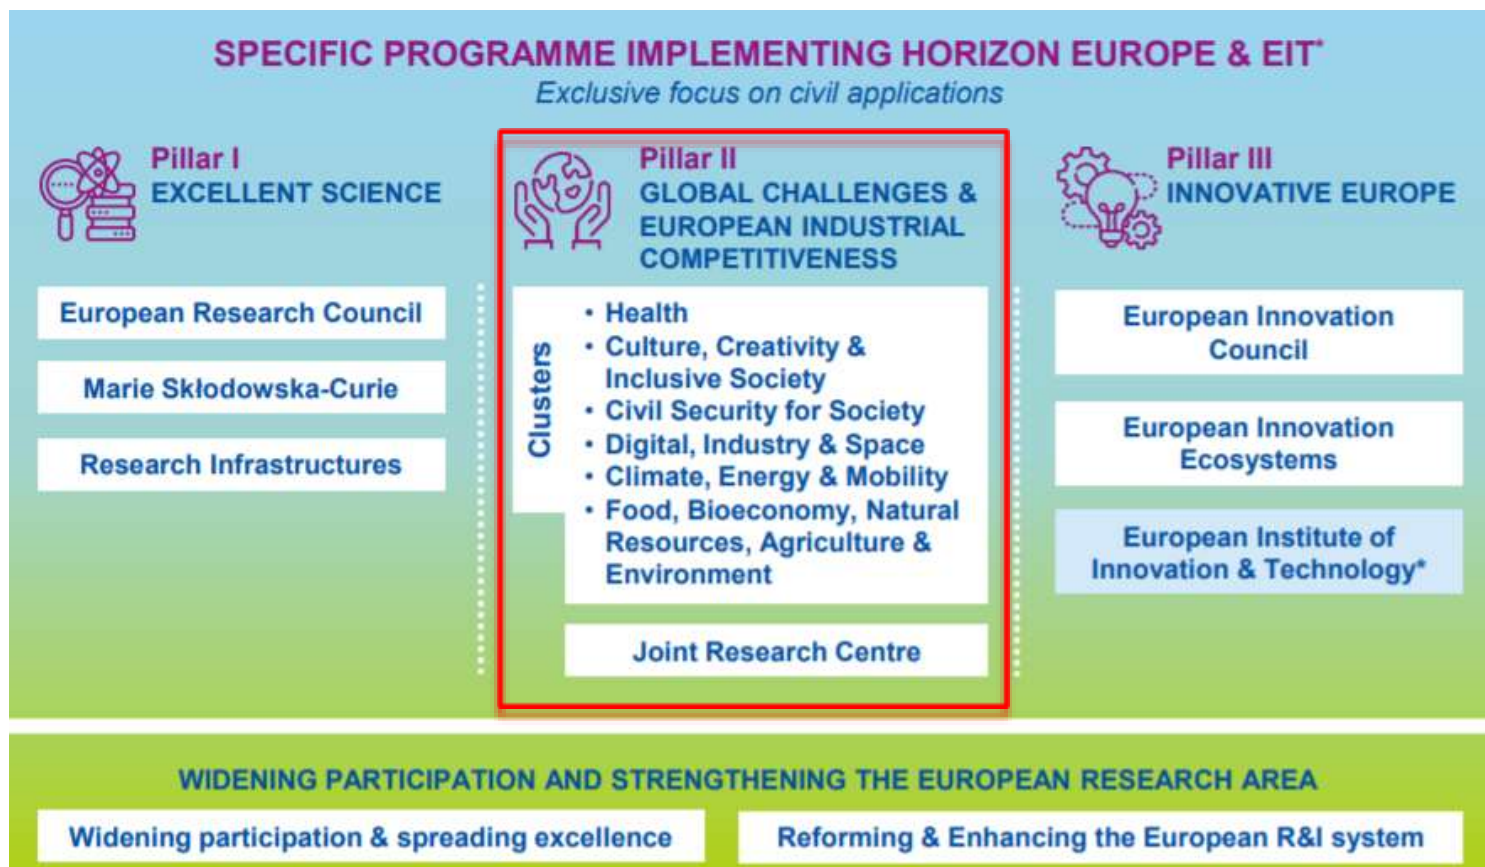 SPECIFIC PROGRAMME IMPLEMENTING HORIZON EUROPE & EIT*
Exclusive focus on civil applications
Pillar I
EXCELLENT SCIENCE
European Research Council
Marie Skłodowska-Curie
Research Infrastructures
Pillar II
GLOBAL CHALLENGES &
EUROPEAN INDUSTRIAL
COMPETITIVENESS
Clusters
• Health
• Culture, Creativity &
Inclusive Society
• Civil Security for Society
• Digital, Industry & Space
• Climate, Energy & Mobility
• Food, Bioeconomy, Natural
Resources, Agriculture &
Environment
Joint Research Centre
Pillar III
INNOVATIVE EUROPE
European Innovation
Council
European Innovation
Ecosystems
European Institute of
Innovation & Technology*
WIDENING PARTICIPATION AND STRENGTHENING THE EUROPEAN RESEARCH AREA
Widening participation & spreading excellence
Reforming & Enhancing the European R&I system